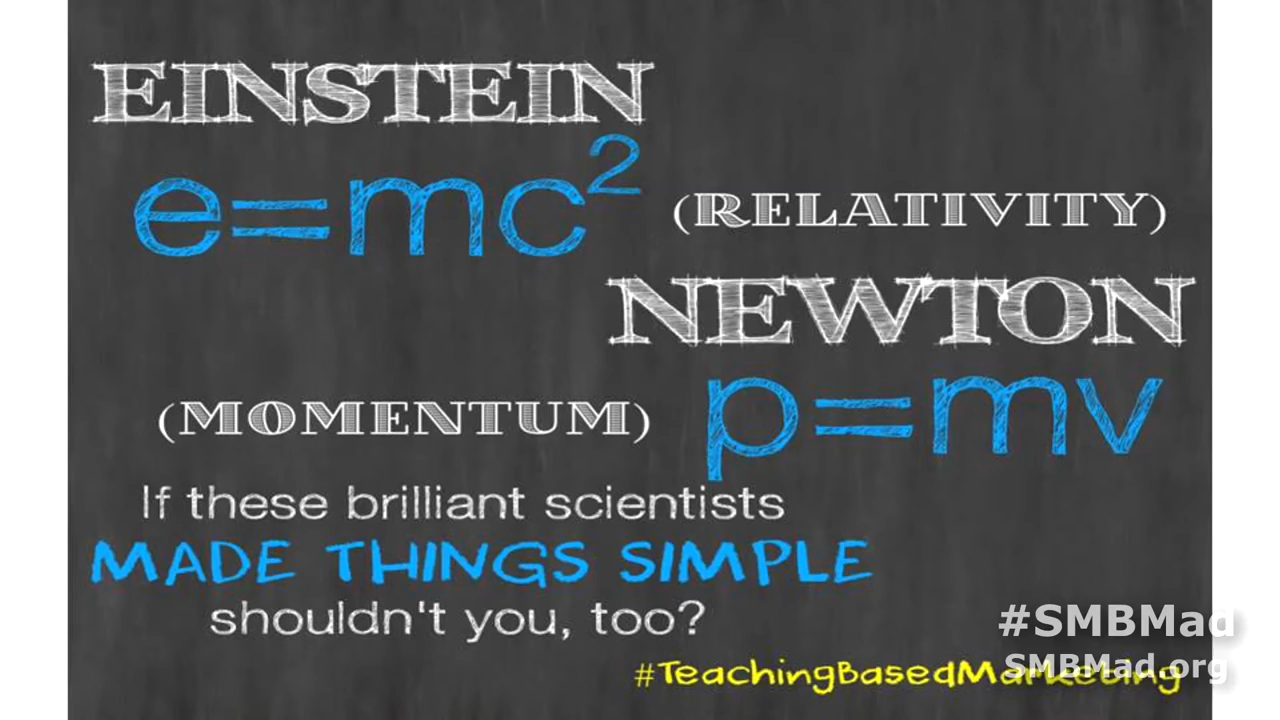 EINSTEIN
e=mc²
(RELATIVITY)
NEWTON
(MOMENTUM) p=mv
If these brilliant scientists
MADE THINGS SIMPLE
shouldn't you, too?
#SMBMad
SMBMad.org
#TeachingBasedMarketing